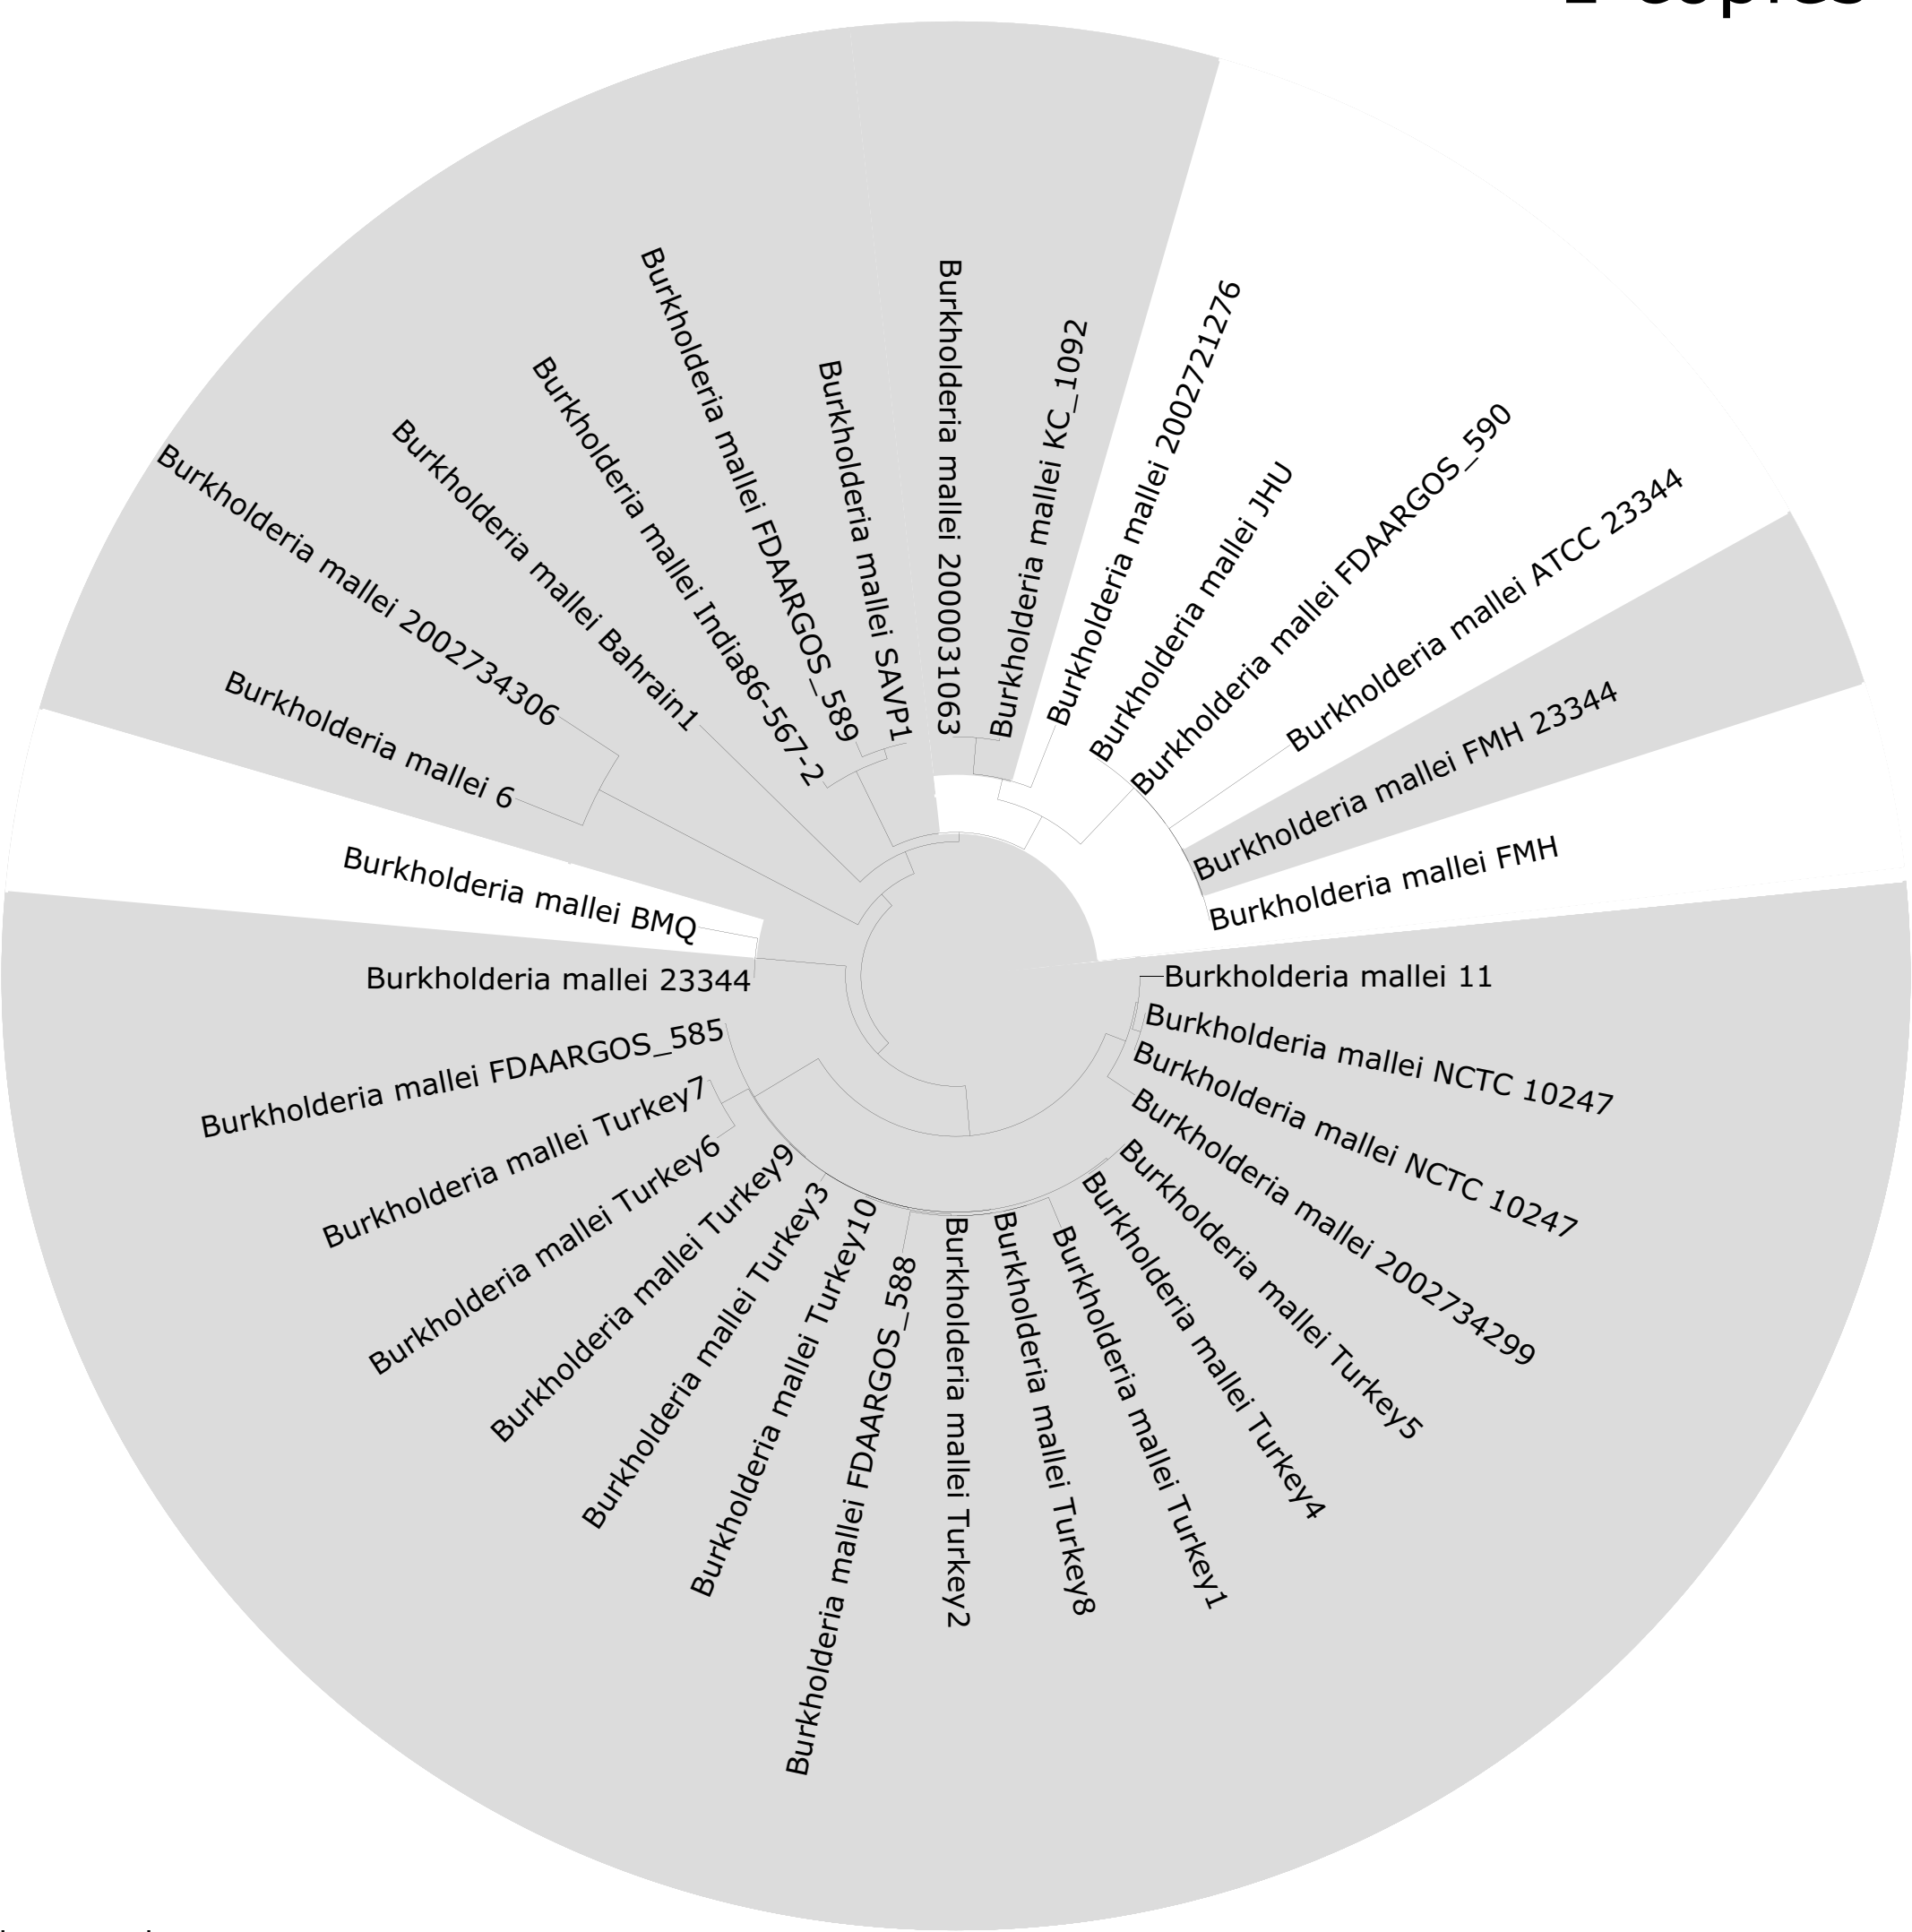 copies
Burkholderia mallei 2000031063
Burkholderia mallei KC_1092
Burkholderia mallei 2002721276
Burkholderia mallei JHU
Burkholderia mallei FDAARGOS_590
Burkholderia mallei ATCC 23344
Burkholderia mallei FMH 23344
Burkholderia mallei FMH
Burkholderia mallei 11
Burkholderia mallei NCTC 10247
Burkholderia mallei NCTC 10247
Burkholderia mallei 2002734299
Burkholderia mallei Turkey5
Burkholderia mallei Turkey4
Burkholderia mallei Turkey1
Burkholderia mallei Turkey8
Burkholderia mallei Turkey2
Burkholderia mallei FDAARGOS_588
Burkholderia mallei Turkey10
Burkholderia mallei Turkey3
Burkholderia mallei Turkey9
Burkholderia mallei Turkey6
Burkholderia mallei Turkey7
Burkholderia mallei FDAARGOS_585
Burkholderia mallei 23344
Burkholderia mallei BMQ
Burkholderia mallei 6
Burkholderia mallei 2002734306
Burkholderia mallei Bahrain1
Burkholderia mallei India86-567-2
Burkholderia mallei FDAARGOS_589
Burkholderia mallei SAVP1